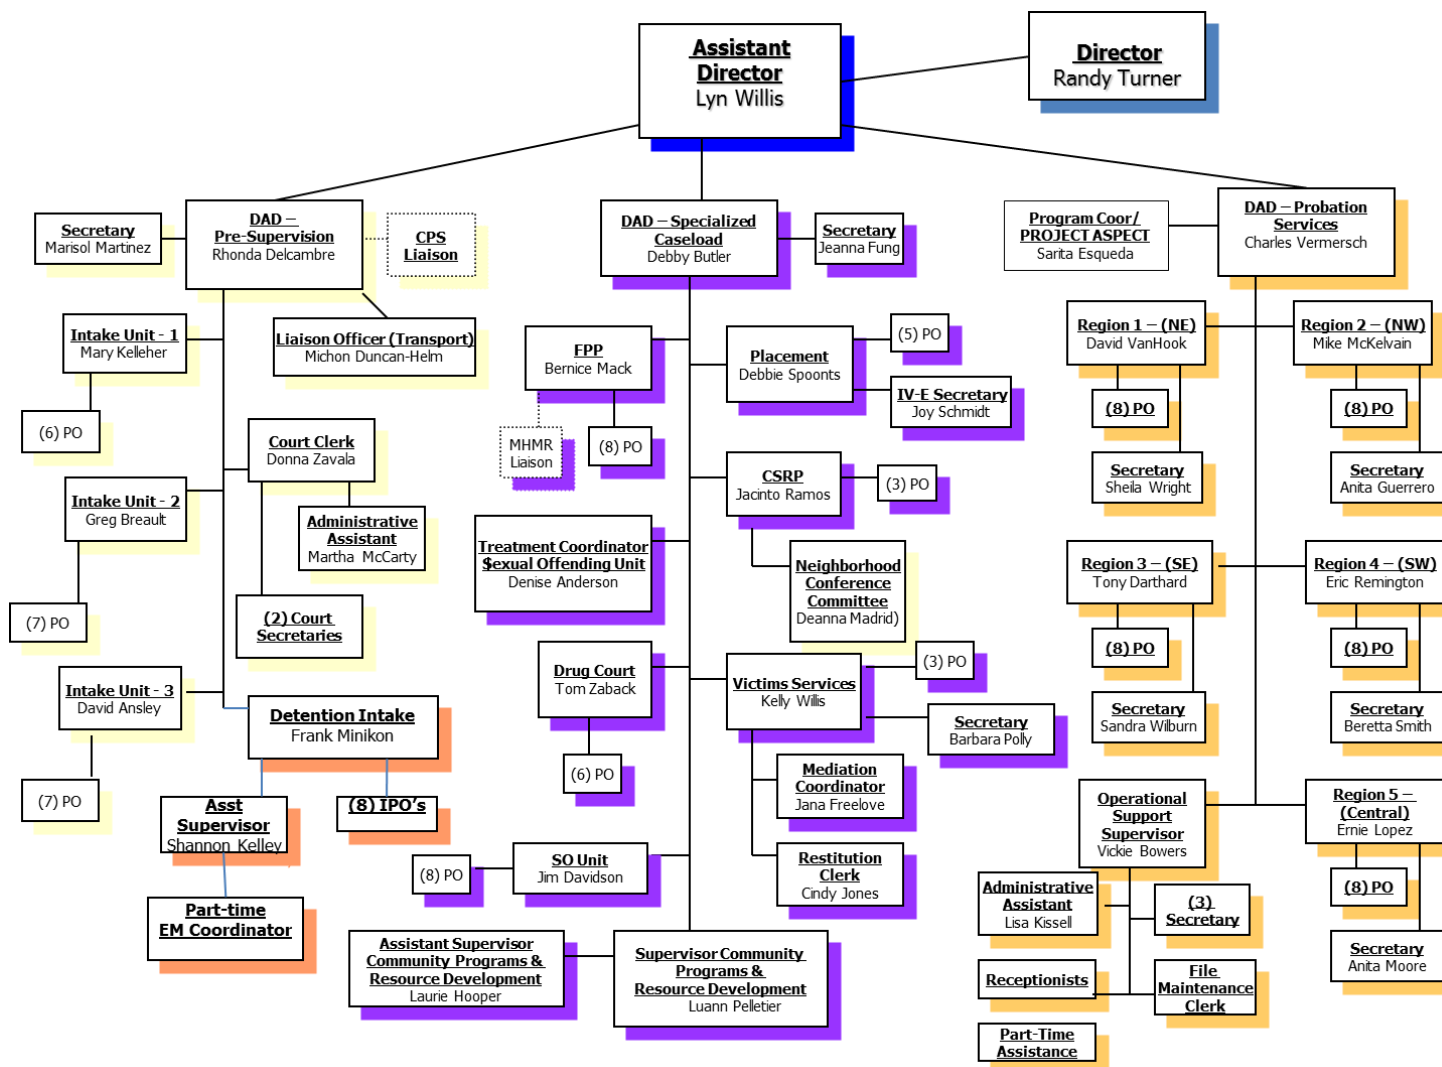 Assistant
Director
Lyn Willis
Director
Randy Turner
Secretary
Marisol Martinez
DAD –
Pre-Supervision
Rhonda Delcambre
CPS
Liaison
DAD – Specialized
Caseload
Debby Butler
Secretary
Jeanna Fung
Program Coor/
PROJECT ASPECT
Sarita Esqueda
DAD – Probation
Services
Charles Vermersch
Intake Unit - 1
Mary Kelleher
Liaison Officer (Transport)
Michon Duncan-Helm
(6) PO
Court Clerk
Donna Zavala
Intake Unit - 2
Greg Breault
Administrative
Assistant
Martha McCarty
(7) PO
(2) Court
Secretaries
Intake Unit - 3
David Ansley
Detention Intake
Frank Minikon
(7) PO
Asst
Supervisor
Shannon Kelley
(8) IPO's
Part-time
EM Coordinator
FPP
Bernice Mack
Placement
Debbie Spoonts
(5) PO
IV-E Secretary
Joy Schmidt
MHMR
Liaison
(8) PO
CSRP
Jacinto Ramos
(3) PO
Treatment Coordinator
Sexual Offending Unit
Denise Anderson
Neighborhood
Conference
Committee
Deanna Madrid)
Drug Court
Tom Zaback
Victims Services
Kelly Willis
(3) PO
Secretary
Barbara Polly
(6) PO
Mediation
Coordinator
Jana Freelove
(8) PO
SO Unit
Jim Davidson
Restitution
Clerk
Cindy Jones
Assistant Supervisor
Community Programs &
Resource Development
Laurie Hooper
Supervisor Community
Programs &
Resource Development
Luann Pelletier
Region 1 – (NE)
David VanHook
Region 2 – (NW)
Mike McKelvain
(8) PO
(8) PO
Secretary
Sheila Wright
Secretary
Anita Guerrero
Region 3 – (SE)
Tony Darthard
Region 4 – (SW)
Eric Remington
(8) PO
(8) PO
Secretary
Sandra Wilburn
Secretary
Beretta Smith
Operational
Support
Supervisor
Vickie Bowers
Region 5 –
(Central)
Ernie Lopez
Administrative
Assistant
Lisa Kissell
(3)
Secretary
(8) PO
Receptionists
File
Maintenance
Clerk
Secretary
Anita Moore
Part-Time
Assistance